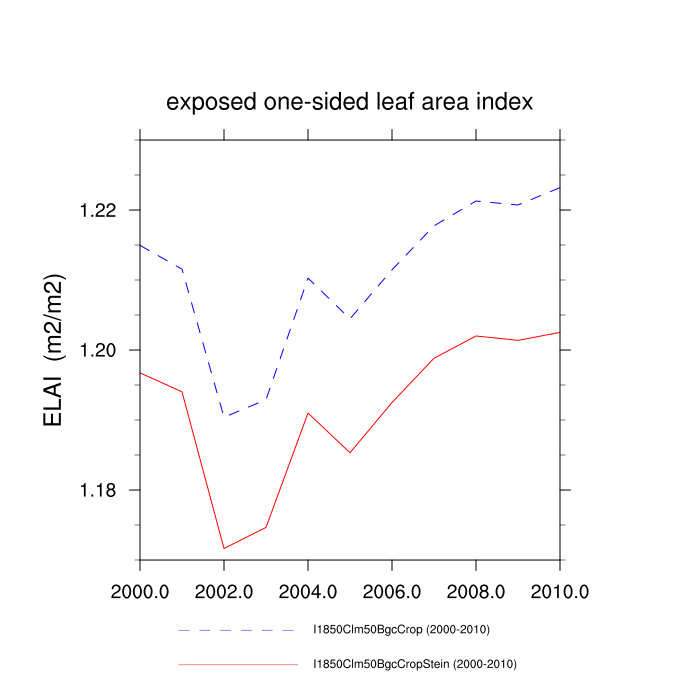 exposed one-sided leaf area index
1.22
1.20
1.18
ELAI  (m2/m2)
2000.0 2002.0 2004.0 2006.0 2008.0 2010.0
I1850Clm50BgcCrop (2000-2010)
I1850Clm50BgcCropStein (2000-2010)